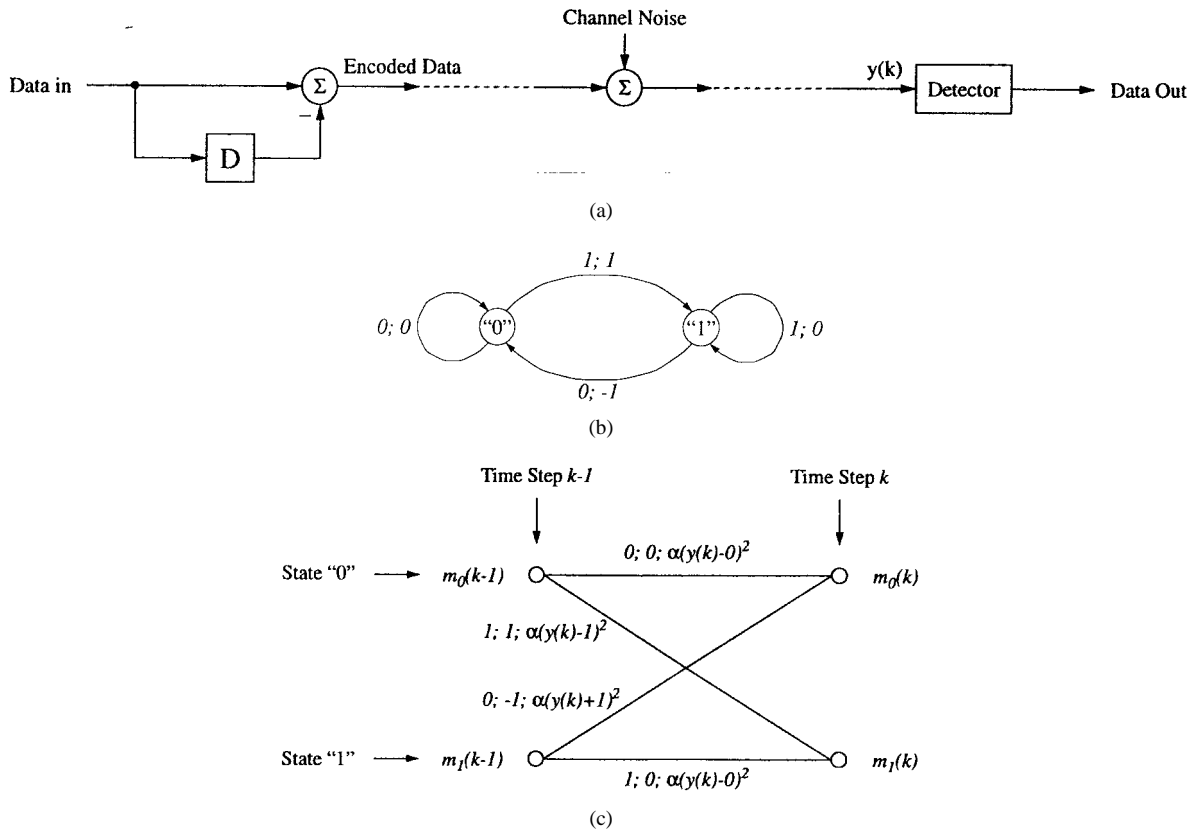 Channel Noise
Data in
Σ
Encoded Data
Σ
y(k)
Detector
Data Out
−
D
(a)
1; 1
0; 0
“0”
“1”
1; 0
0; -1
(b)
Time Step k-1
Time Step k
0; 0; α(y(k)-0)²
State “0”
m₀(k-1)
m₀(k)
1; 1; α(y(k)-1)²
0; -1; α(y(k)+1)²
State “1”
m₁(k-1)
m₁(k)
1; 0; α(y(k)-0)²
(c)